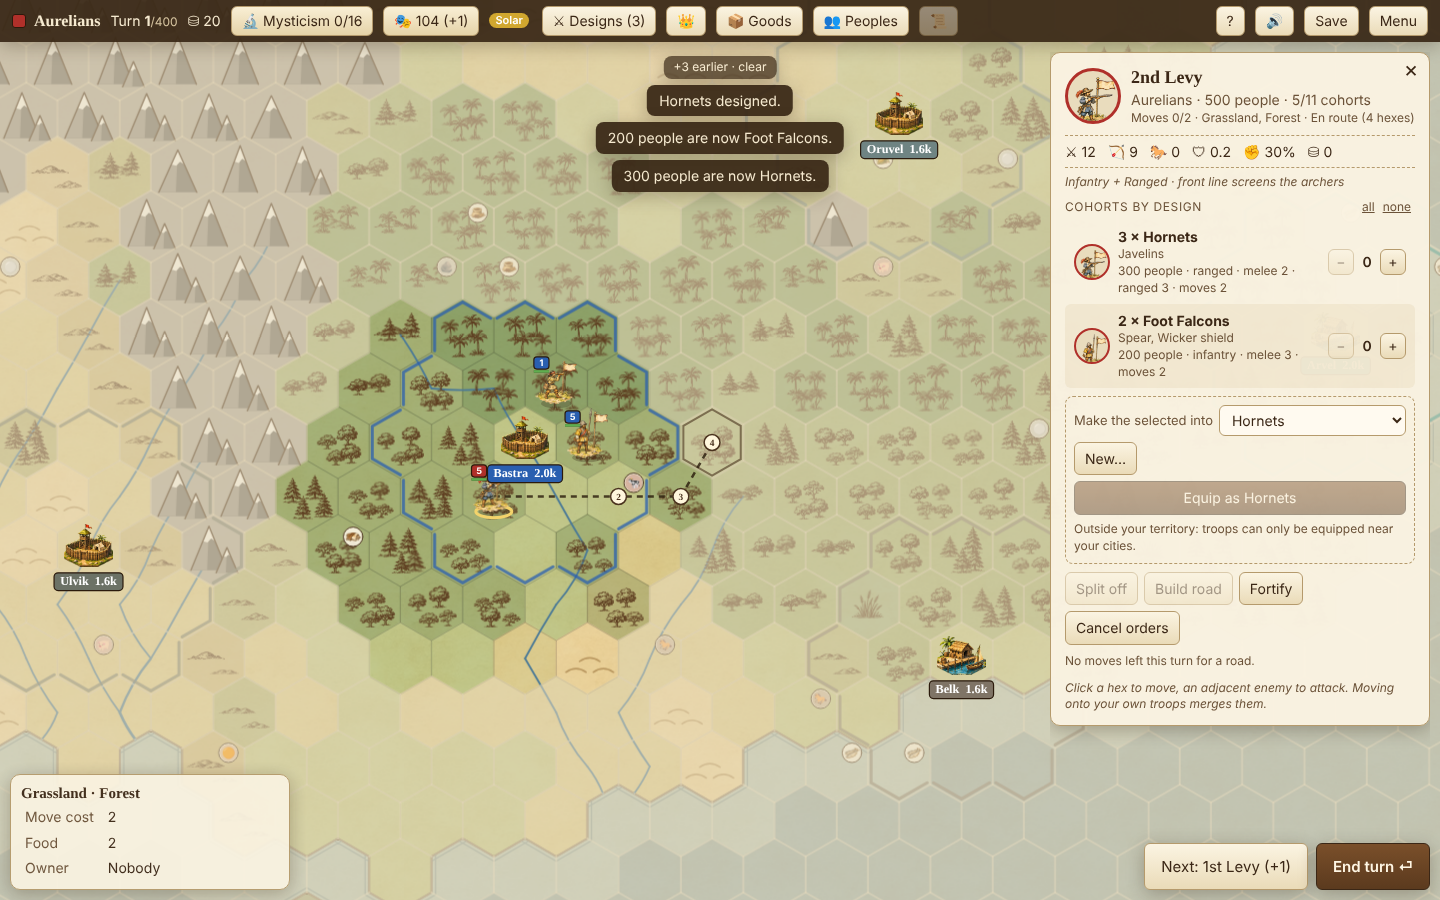 Aurelians Turn 1/400 20 Mysticism 0/16 104 (+1) Solar Designs (3) Goods Peoples ? Save Menu
+3 earlier · clear
Hornets designed.
200 people are now Foot Falcons.
300 people are now Hornets.
Oruvel 1.6k
1
5
5
Bastra 2.0k
2
3
4
Ulvik 1.6k
Belk 1.6k
2nd Levy
Aurelians · 500 people · 5/11 cohorts
Moves 0/2 · Grassland, Forest · En route (4 hexes)
12 9 0 0.2 30% 0
Infantry + Ranged · front line screens the archers
COHORTS BY DESIGN all none
3 × Hornets
Javelins
300 people · ranged · melee 2 ·
ranged 3 · moves 2
− 0 +
2 × Foot Falcons
Spear, Wicker shield
200 people · infantry · melee 3 ·
moves 2
− 0 +
Make the selected into Hornets
New...
Equip as Hornets
Outside your territory: troops can only be equipped near
your cities.
Split off Build road Fortify
Cancel orders
No moves left this turn for a road.
Click a hex to move, an adjacent enemy to attack. Moving
onto your own troops merges them.
Grassland · Forest
Move cost 2
Food 2
Owner Nobody
Next: 1st Levy (+1)
End turn ⏎